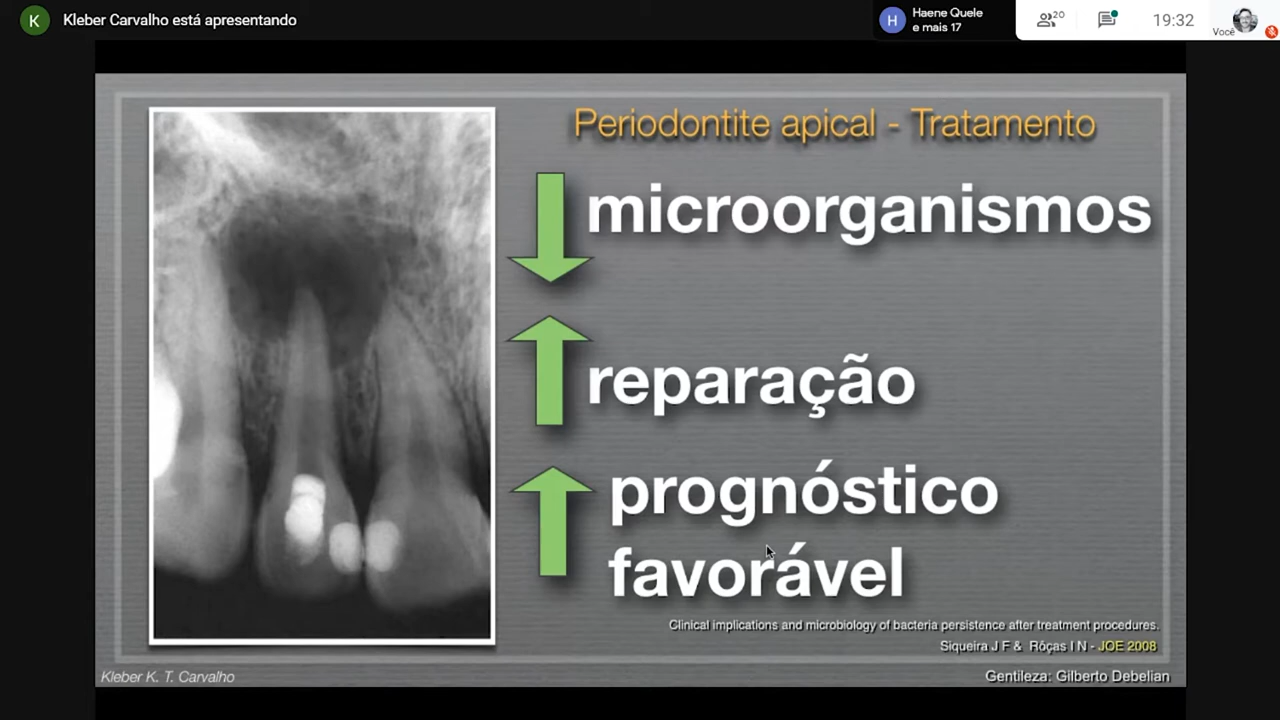 K Kleber Carvalho está apresentando
H Haene Quele
e mais 17
20
19:32
Você
Periodontite apical - Tratamento
microorganismos
reparação
prognóstico
favorável
Clinical implications and microbiology of bacteria persistence after treatment procedures.
Siqueira J F & Rôças I N - JOE 2008
Kleber K. T. Carvalho
Gentileza: Gilberto Debelian